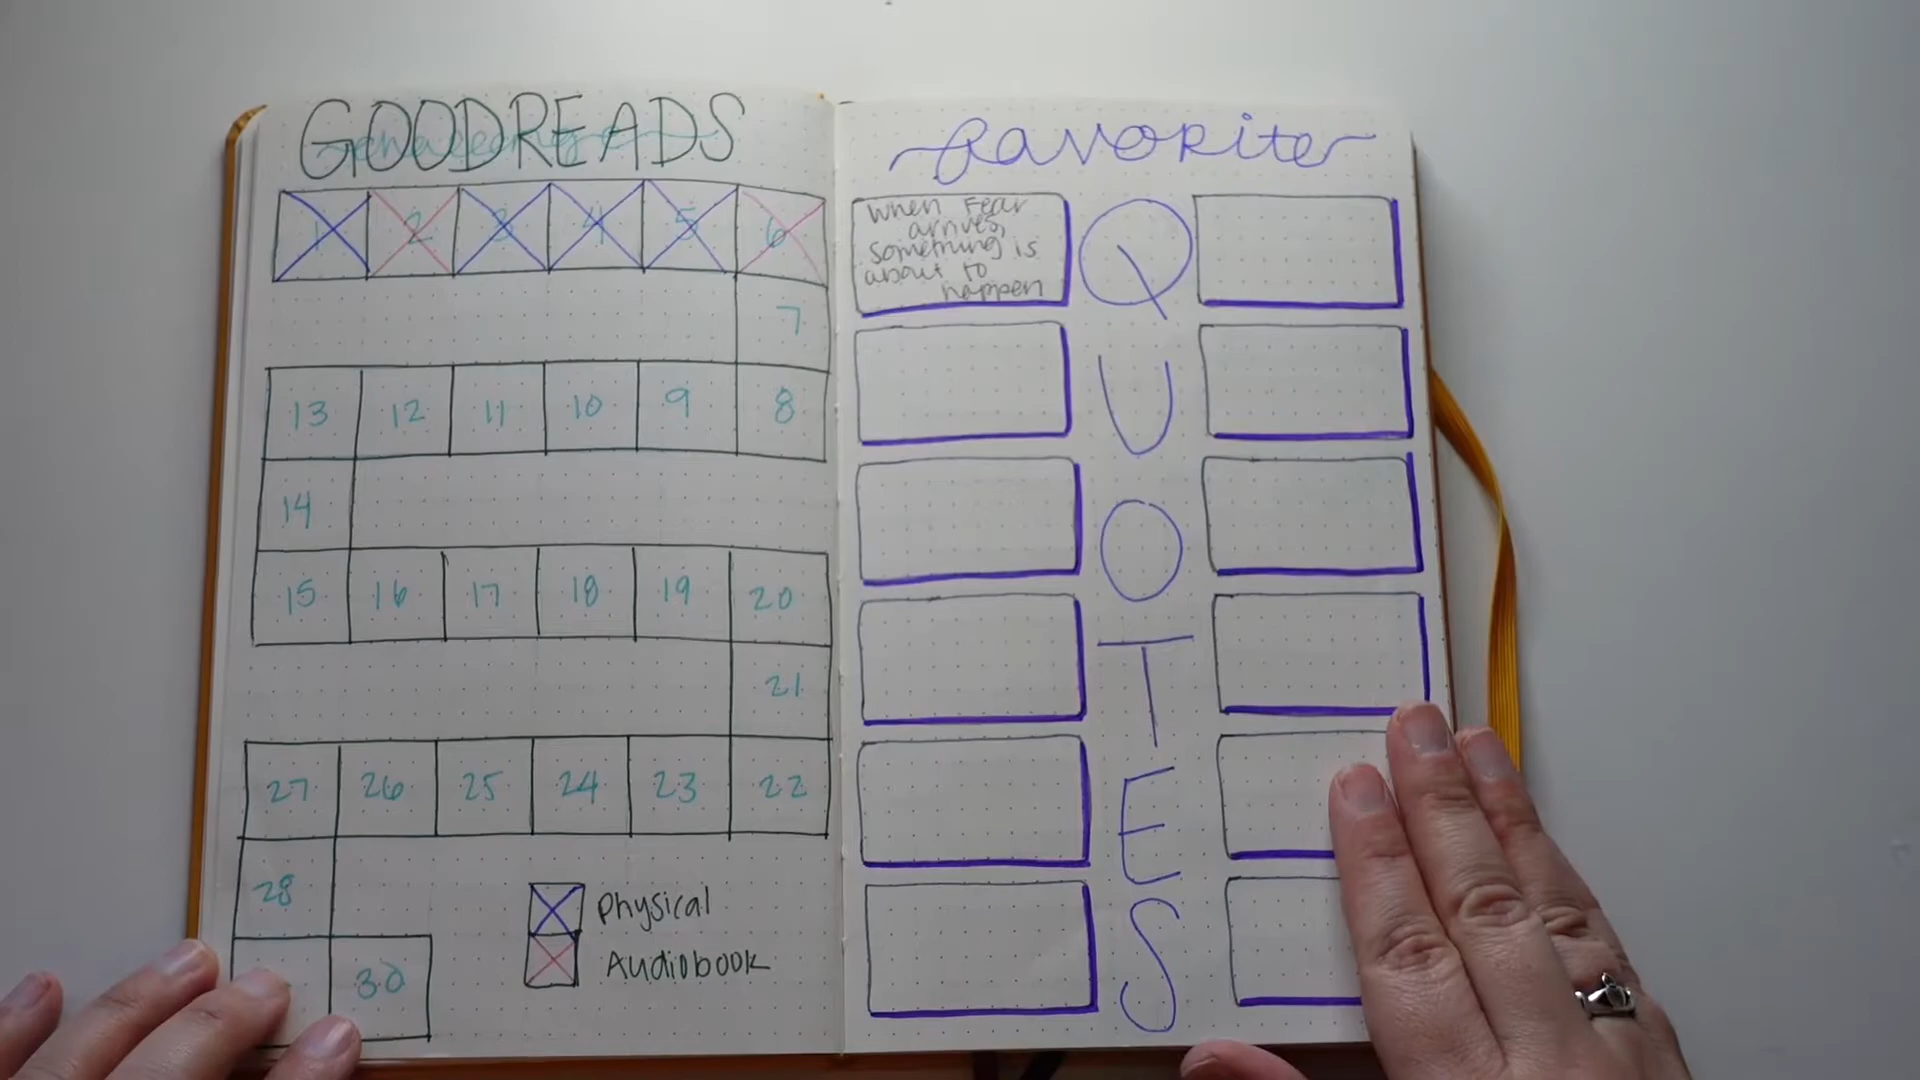 GOODREADS
challenge
1 2 3 4 5 6
7
13 12 11 10 9 8
14
15 16 17 18 19 20
21
27 26 25 24 23 22
28
30
Physical
Audiobook
favorite
QUOTES
When Fear
arrives,
something is
about to
happen